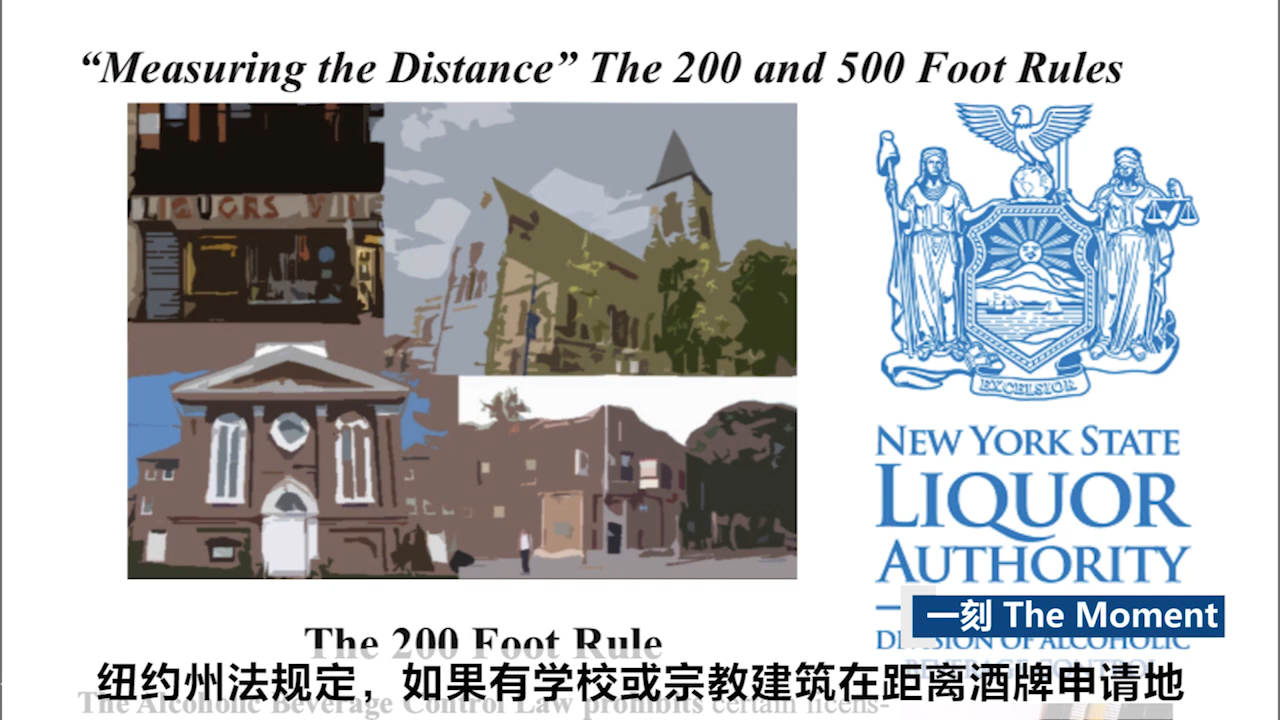 “Measuring the Distance” The 200 and 500 Foot Rules
LIQUORS WINE
EXCELSIOR
NEW YORK STATE
LIQUOR
AUTHORITY
一刻 The Moment
DIVISION OF ALCOHOLIC
BEVERAGE CONTROL
The 200 Foot Rule
纽约州法规定，如果有学校或宗教建筑在距离酒牌申请地
The Alcoholic Beverage Control Law prohibits certain licens-